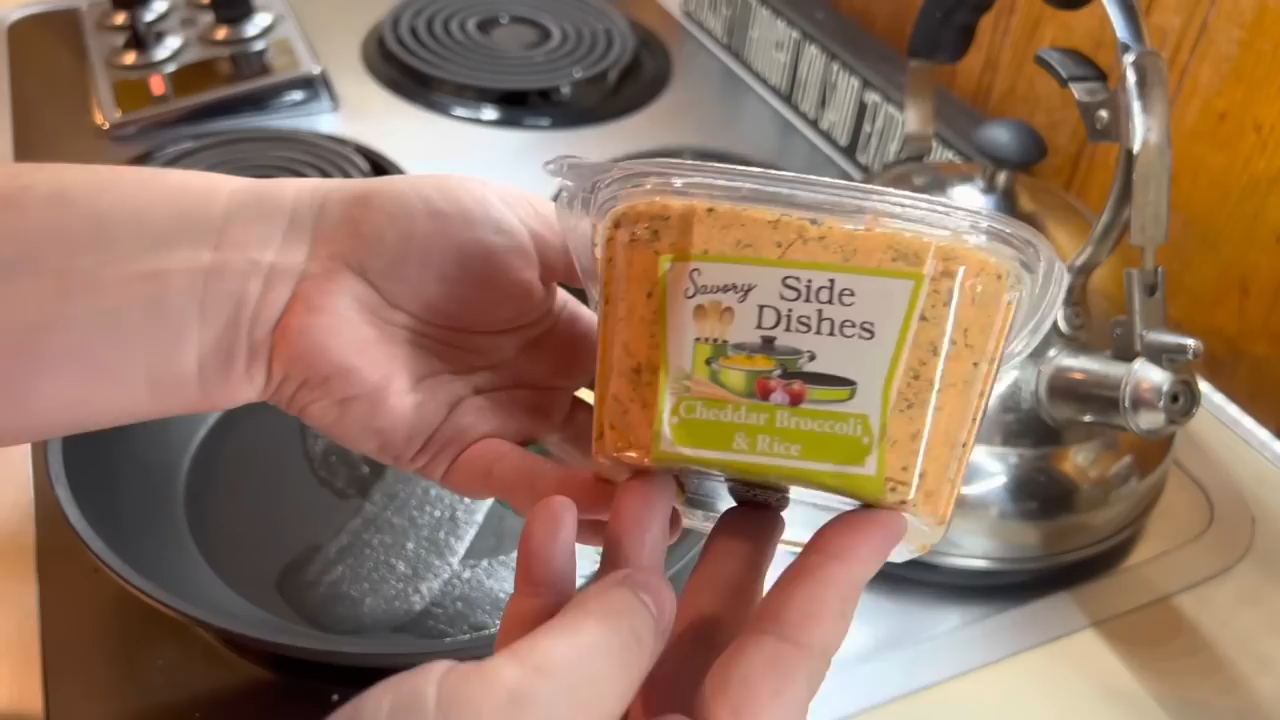 Savory
Side
Dishes
Cheddar Broccoli
& Rice